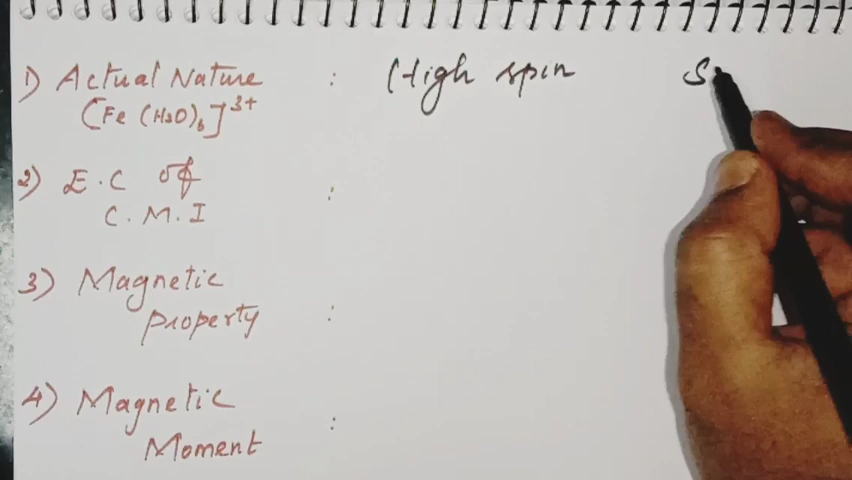 1) Actual Nature : High spin S
[Fe (H2O)6]3+
2) E.C of :
C.M.I
3) Magnetic
property :
4) Magnetic
Moment :